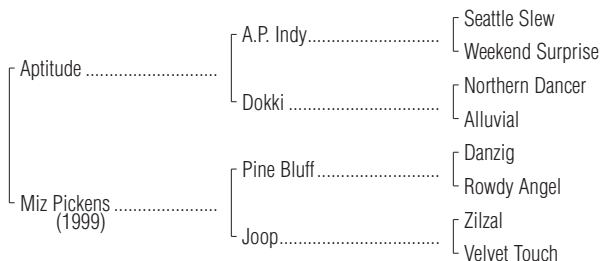 Seattle Slew
A.P. Indy........................
Weekend Surprise
Aptitude ........................
Northern Dancer
Dokki ............................
Alluvial
Danzig
Pine Bluff......................
Rowdy Angel
Miz Pickens ...................
(1999)
Zilzal
Joop..............................
Velvet Touch